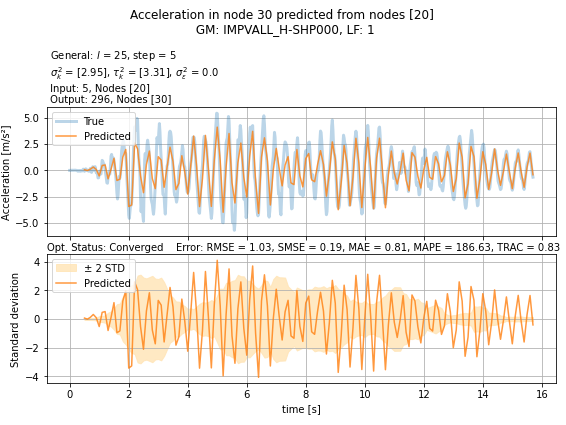 Acceleration in node 30 predicted from nodes [20]
GM: IMPVALL_H-SHP000, LF: 1
General: l = 25, step = 5
σ²ₖ = [2.95], τ²ₖ = [3.31], σ²ε = 0.0
Input: 5, Nodes [20]
Output: 296, Nodes [30]
True
Predicted
Acceleration [m/s²]
5.0
2.5
0.0
−2.5
−5.0
Opt. Status: Converged Error: RMSE = 1.03, SMSE = 0.19, MAE = 0.81, MAPE = 186.63, TRAC = 0.83
± 2 STD
Predicted
Standard deviation
4
2
0
−2
−4
0 2 4 6 8 10 12 14 16
time [s]